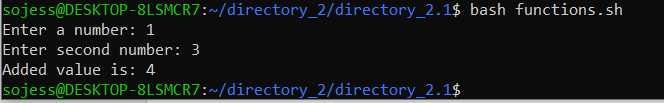 sojess@DESKTOP-8LSMCR7:~/directory_2/directory_2.1$ bash functions.sh
Enter a number: 1
Enter second number: 3
Added value is: 4
sojess@DESKTOP-8LSMCR7:~/directory_2/directory_2.1$